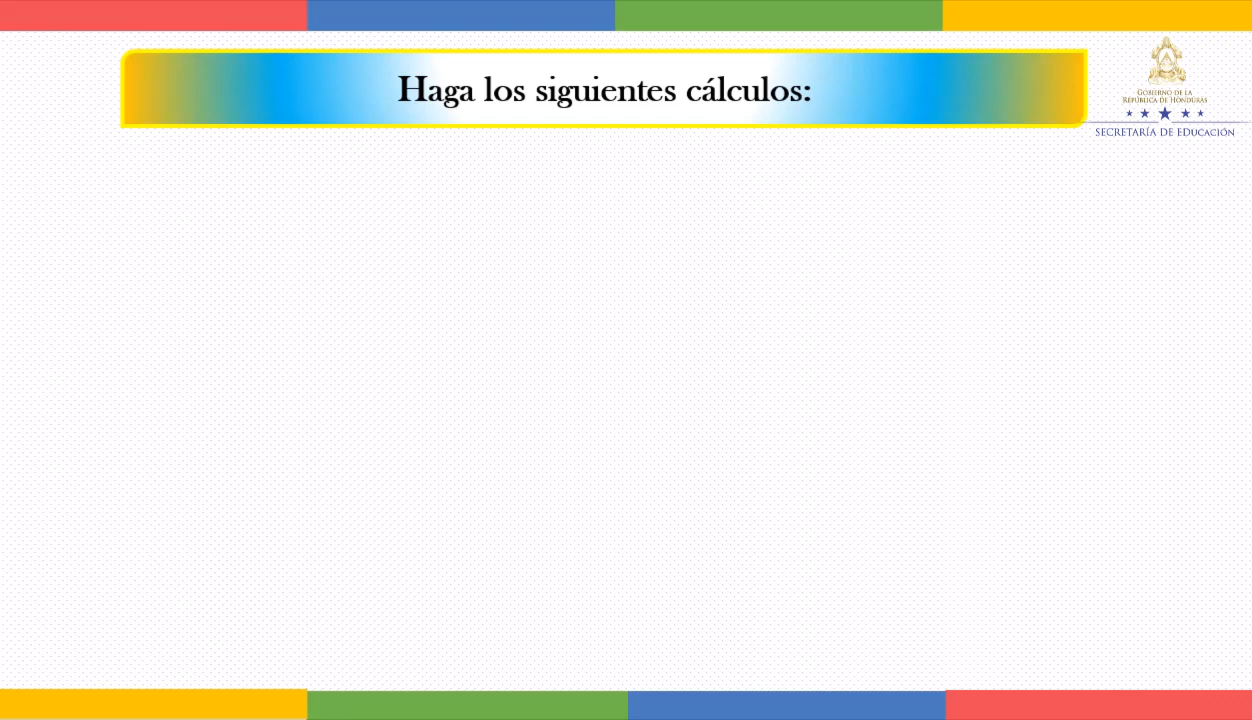 Haga los siguientes cálculos:
GOBIERNO DE LA
REPÚBLICA DE HONDURAS
SECRETARÍA DE EDUCACIÓN